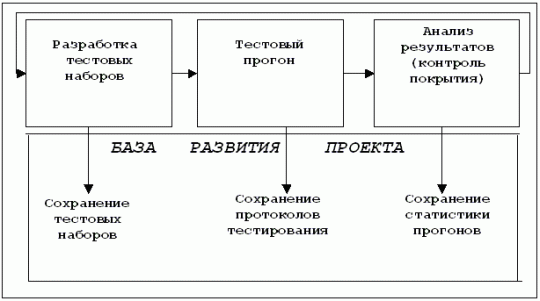 Разработка
тестовых
наборов
Тестовый
прогон
Анализ
результатов
(контроль
покрытия)
БАЗА РАЗВИТИЯ ПРОЕКТА
Сохранение
тестовых
наборов
Сохранение
протоколов
тестирования
Сохранение
статистики
прогонов